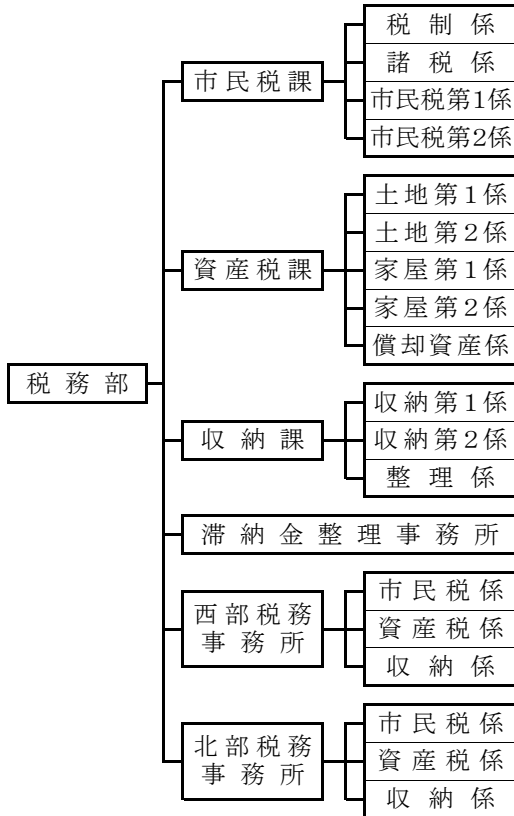 税務部
市民税課
税制係
諸税係
市民税第1係
市民税第2係
資産税課
土地第1係
土地第2係
家屋第1係
家屋第2係
償却資産係
収納課
収納第1係
収納第2係
整理係
滞納金整理事務所
西部税務
事務所
市民税係
資産税係
収納係
北部税務
事務所
市民税係
資産税係
収納係